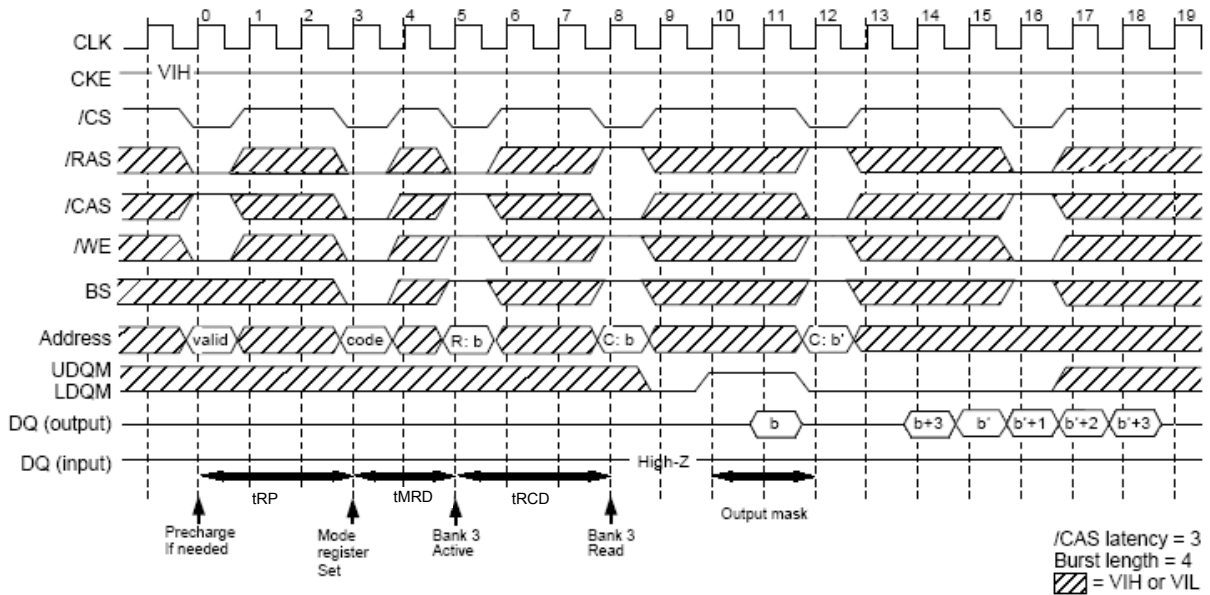 0 1 2 3 4 5 6 7 8 9 10 11 12 13 14 15 16 17 18 19
CLK
CKE VIH
/CS
/RAS
/CAS
/WE
BS
Address valid code R: b C: b C: b'
UDQM
LDQM
DQ (output) b b+3 b' b'+1 b'+2 b'+3
DQ (input) High-Z
tRP tMRD tRCD
Output mask
Precharge
If needed
Mode
register
Set
Bank 3
Active
Bank 3
Read
/CAS latency = 3
Burst length = 4
= VIH or VIL